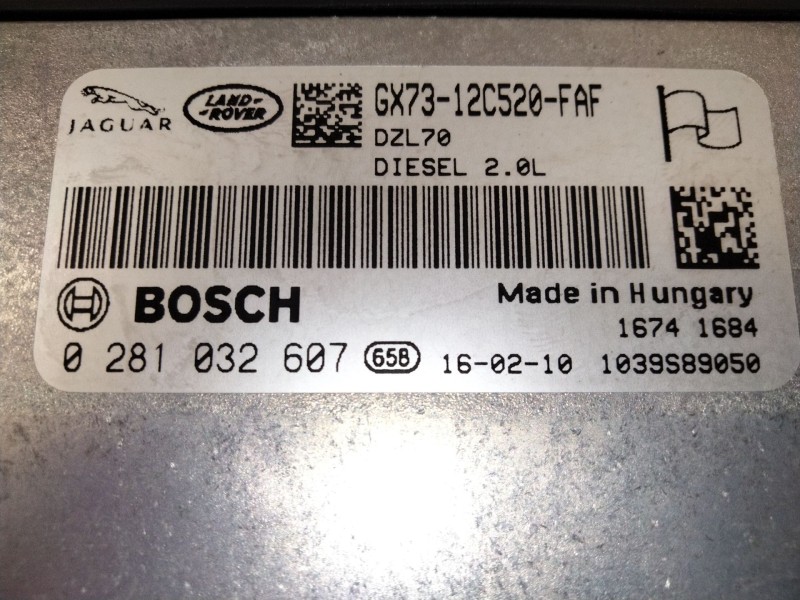 JAGUAR
LAND-
-ROVER
GX73-12C520-FAF
DZL70
DIESEL 2.0L
BOSCH
Made in Hungary
1674 1684
0 281 032 607 65B 16-02-10 1039S89050